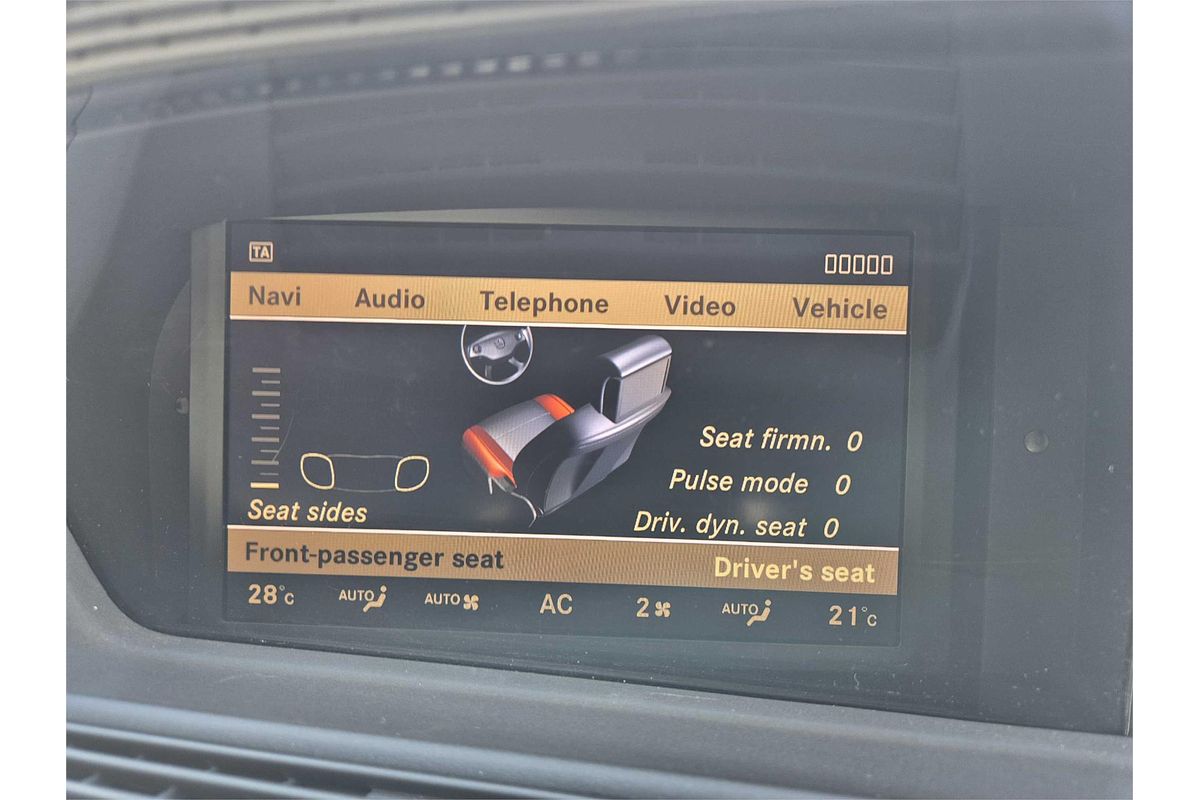 TA
Navi Audio Telephone Video Vehicle
Seat firmn. 0
Pulse mode 0
Driv. dyn. seat 0
Seat sides
Front-passenger seat Driver's seat
28°C AUTO AUTO AC 2 AUTO 21°C